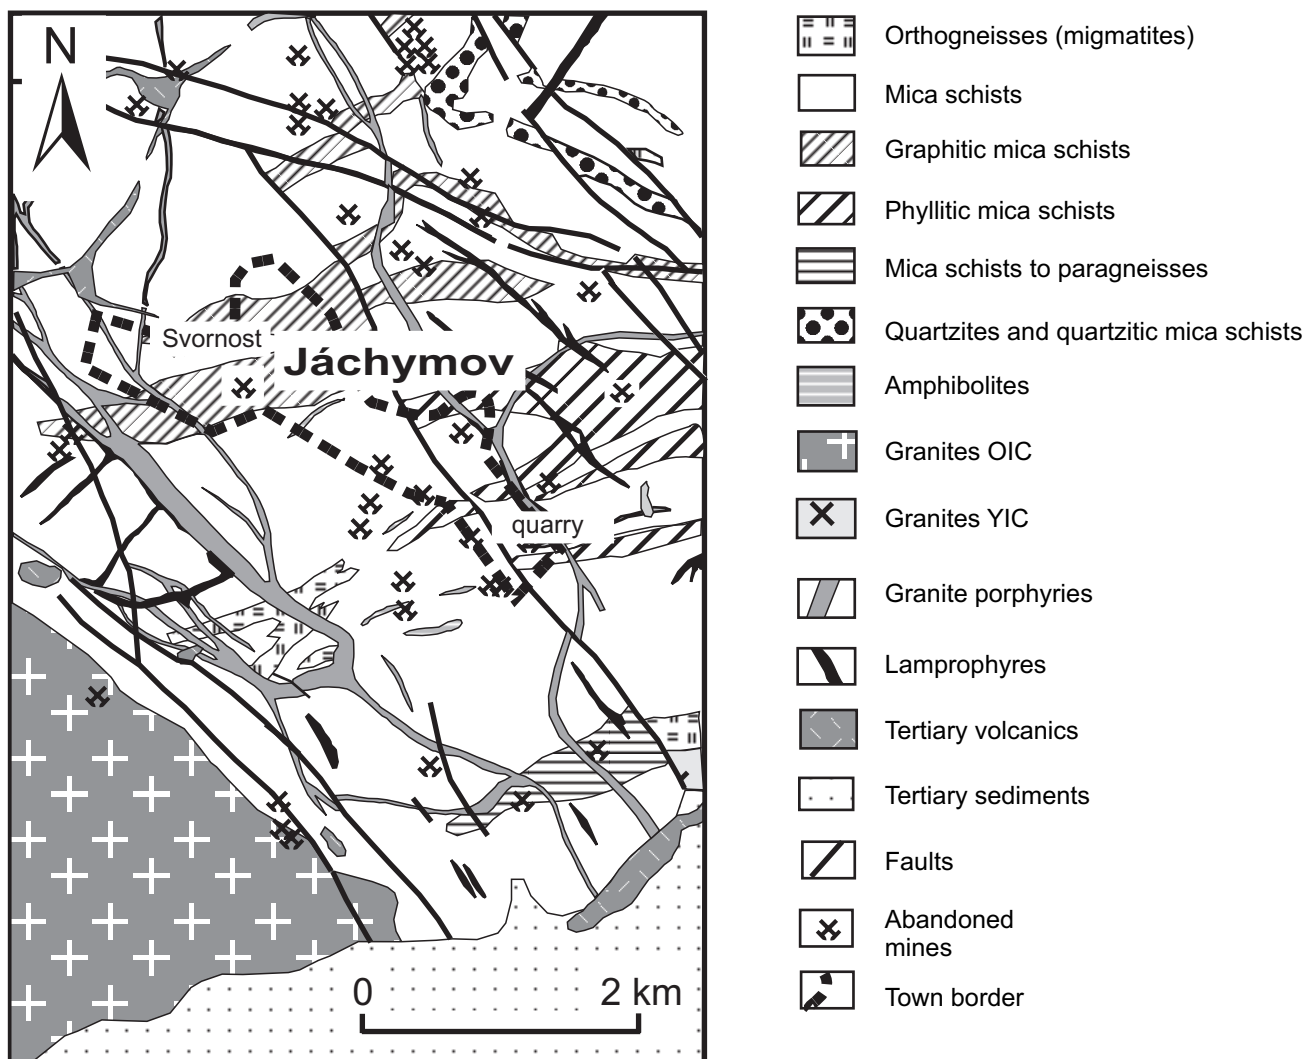 N
Svornost
Jáchymov
quarry
0
2 km
Orthogneisses (migmatites)
Mica schists
Graphitic mica schists
Phyllitic mica schists
Mica schists to paragneisses
Quartzites and quartzitic mica schists
Amphibolites
Granites OIC
Granites YIC
Granite porphyries
Lamprophyres
Tertiary volcanics
Tertiary sediments
Faults
Abandoned
mines
Town border